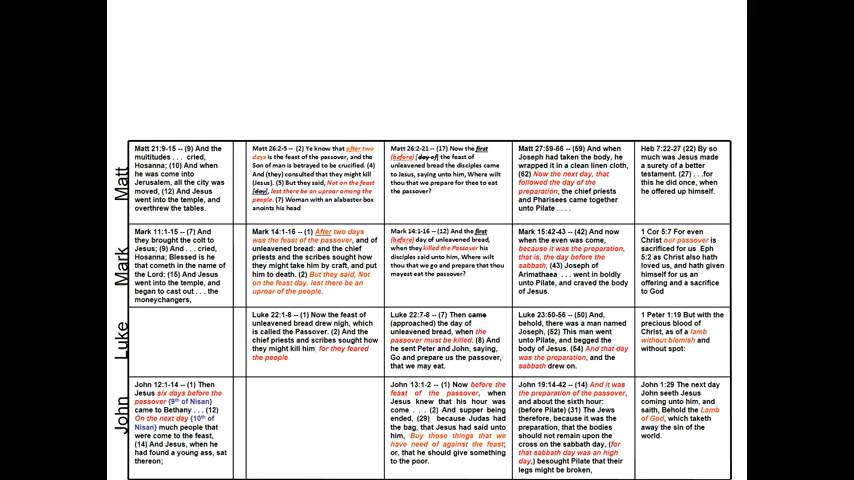 Matt
Matt 21:9-15 -- (9) And the
multitudes . . . cried,
Hosanna; (10) And when
he was come into
Jerusalem, all the city was
moved, (12) And Jesus
went into the temple, and
overthrew the tables.
Matt 26:2-5 -- (2) Ye know that after two
days is the feast of the passover, and the
Son of man is betrayed to be crucified. (4)
And (they) consulted that they might kill
(Jesus). (5) But they said, Not on the feast
[day], lest there be an uproar among the
people. (7) Woman with an alabaster box
anoints his head
Matt 26:2-21 -- (17) Now the first
(before) [day of] the feast of
unleavened bread the disciples came
to Jesus, saying unto him, Where wilt
thou that we prepare for thee to eat
the passover?
Matt 27:59-66 -- (59) And when
Joseph had taken the body, he
wrapped it in a clean linen cloth,
(62) Now the next day, that
followed the day of the
preparation, the chief priests
and Pharisees came together
unto Pilate . . . .
Heb 7:22-27 (22) By so
much was Jesus made
a surety of a better
testament. (27) . . .for
this he did once, when
he offered up himself.
Mark
Mark 11:1-15 -- (7) And
they brought the colt to
Jesus; (9) And . . cried,
Hosanna; Blessed is he
that cometh in the name of
the Lord: (15) And Jesus
went into the temple, and
began to cast out . . . the
moneychangers,
Mark 14:1-16 -- (1) After two days
was the feast of the passover, and of
unleavened bread: and the chief
priests and the scribes sought how
they might take him by craft, and put
him to death. (2) But they said, Not
on the feast day, lest there be an
uproar of the people.
Mark 14:1-16 -- (12) And the first
(before) day of unleavened bread,
when they killed the Passover his
disciples said unto him, Where wilt
thou that we go and prepare that thou
mayest eat the passover?
Mark 15:42-43 -- (42) And
now when the even was come,
because it was the preparation,
that is, the day before the
sabbath, (43) Joseph of
Arimathaea . . . went in boldly
unto Pilate, and craved the body
of Jesus.
1 Cor 5:7 For even Christ
our passover is
sacrificed for us Eph
5:2 as Christ also hath
loved us, and hath given
himself for us an
offering and a sacrifice
to God
Luke
Luke 22:1-8 -- (1) Now the feast of
unleavened bread drew nigh, which
is called the Passover. (2) And the
chief priests and scribes sought how
they might kill him; for they feared
the people
Luke 22:7-8 -- (7) Then came
(approached) the day of
unleavened bread, when the
passover must be killed. (8) And
he sent Peter and John, saying,
Go and prepare us the passover,
that we may eat.
Luke 23:50-56 -- (50) And,
behold, there was a man named
Joseph, (52) This man went
unto Pilate, and begged the
body of Jesus. (54) And that day
was the preparation, and the
sabbath drew on.
1 Peter 1:19 But with the
precious blood of
Christ, as of a lamb
without blemish and
without spot:
John
John 12:1-14 -- (1) Then
Jesus six days before the
passover {9th of Nisan}
came to Bethany . . . (12)
On the next day {10th of
Nisan} much people that
were come to the feast,
(14) And Jesus, when he
had found a young ass, sat
thereon;
John 13:1-2 -- (1) Now before the
feast of the passover, when
Jesus knew that his hour was
come . . . (2) And supper being
ended, (29) because Judas had
the bag, that Jesus had said unto
him, Buy those things that we
have need of against the feast;
or, that he should give something
to the poor.
John 19:14-42 -- (14) And it was
the preparation of the passover,
and about the sixth hour:
(before Pilate) (31) The Jews
therefore, because it was the
preparation, that the bodies
should not remain upon the
cross on the sabbath day, (for
that sabbath day was an high
day,) besought Pilate that their
legs might be broken,
John 1:29 The next day
John seeth Jesus
coming unto him, and
saith, Behold the Lamb
of God, which taketh
away the sin of the
world.